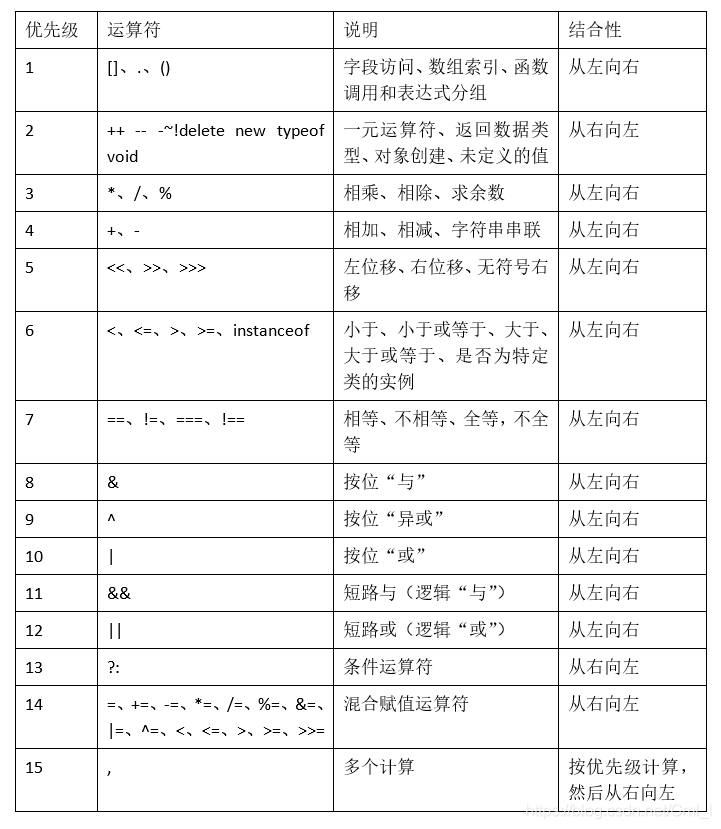 优先级 运算符 说明 结合性
1 []、.、() 字段访问、数组索引、函数 从左向右
调用和表达式分组
2 ++ -- -~!delete new typeof 一元运算符、返回数据类 从右向左
void 型、对象创建、未定义的值
3 *、/、% 相乘、相除、求余数 从左向右
4 +、- 相加、相减、字符串串联 从左向右
5 <<、>>、>>> 左位移、右位移、无符号右 从左向右
移
6 <、<=、>、>=、instanceof 小于、小于或等于、大于、 从左向右
大于或等于、是否为特定
类的实例
7 ==、!=、===、!== 相等、不相等、全等，不全 从左向右
等
8 & 按位“与” 从左向右
9 ^ 按位“异或” 从左向右
10 | 按位“或” 从左向右
11 && 短路与（逻辑“与”） 从左向右
12 || 短路或（逻辑“或”） 从左向右
13 ?: 条件运算符 从右向左
14 =、+=、-=、*=、/=、%=、&=、 混合赋值运算符 从右向左
|=、^=、<、<=、>、>=、>>=
15 , 多个计算 按优先级计算，
然后从右向左